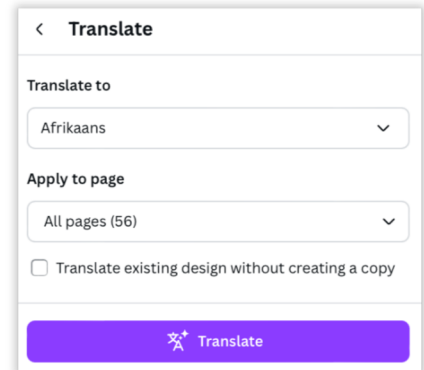 Translate
Translate to
Afrikaans
Apply to page
All pages (56)
Translate existing design without creating a copy
Translate